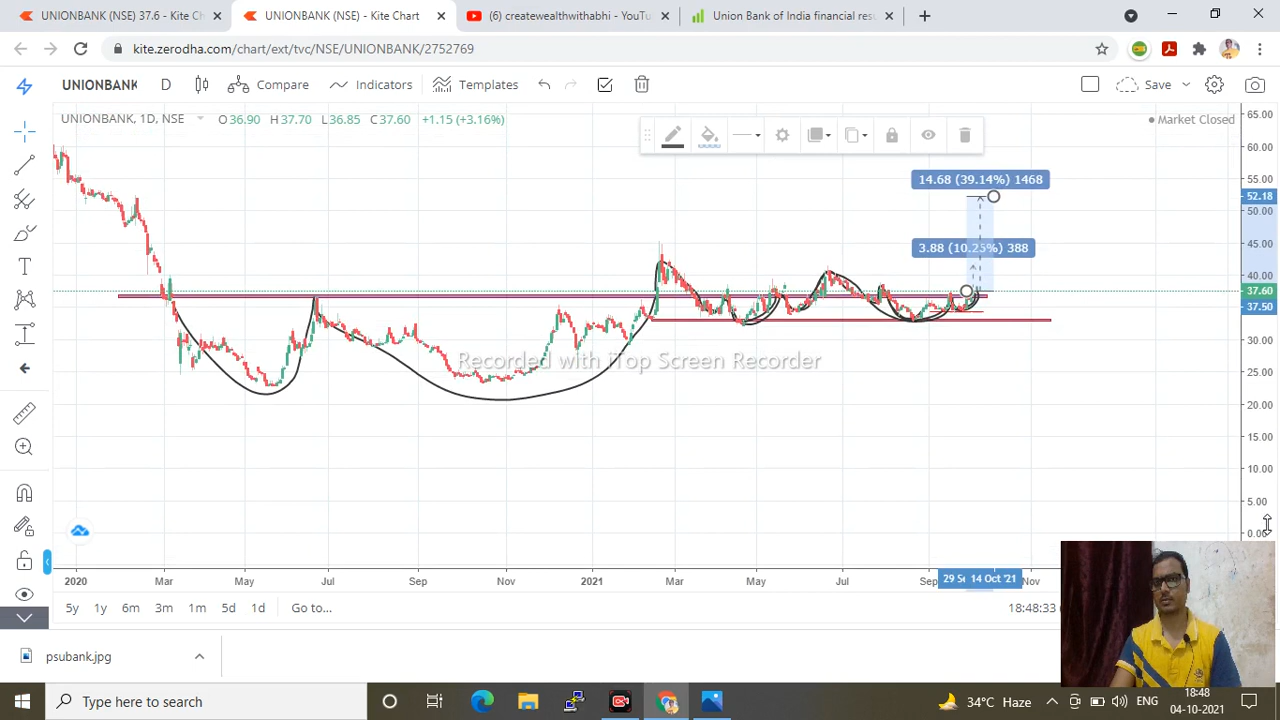 UNIONBANK (NSE) 37.6 - Kite Ch
UNIONBANK (NSE) - Kite Chart
(6) createwealthwithabhi - YouTu
Union Bank of India financial resu
kite.zerodha.com/chart/ext/tvc/NSE/UNIONBANK/2752769
UNIONBANK D Compare Indicators Templates Save
UNIONBANK, 1D, NSE O36.90 H37.70 L36.85 C37.60 +1.15 (+3.16%)
Market Closed
65.00
60.00
55.00
52.18
50.00
45.00
40.00
37.60
37.50
30.00
25.00
20.00
15.00
10.00
5.00
0.00
14.68 (39.14%) 1468
3.88 (10.25%) 388
Recorded with iTop Screen Recorder
2020 Mar May Jul Sep Nov 2021 Mar May Jul Sep 29 Se 14 Oct '21 Nov
5y 1y 6m 3m 1m 5d 1d Go to...
18:48:33
psubank.jpg
Type here to search
34°C Haze
ENG
18:48
04-10-2021